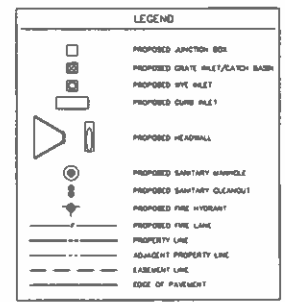 LEGEND
PROPOSED JUNCTION BOX
PROPOSED GRATE INLET/CATCH BASIN
PROPOSED WYE INLET
PROPOSED CURB INLET
PROPOSED HEADWALL
PROPOSED SANITARY MANHOLE
PROPOSED SANITARY CLEANOUT
PROPOSED FIRE HYDRANT
PROPOSED FIRE LANE
PROPERTY LINE
ADJACENT PROPERTY LINE
EASEMENT LINE
EDGE OF PAVEMENT